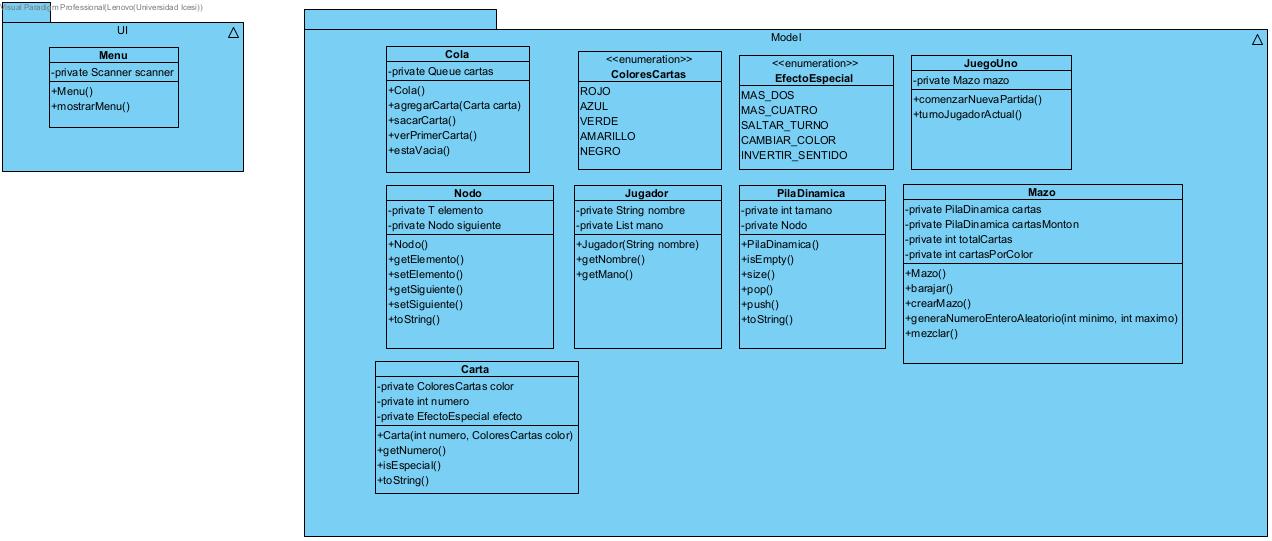 Visual Paradigm Professional(Lenovo(Universidad Icesi))
UI
Menu
-private Scanner scanner
+Menu()
+mostrarMenu()
Model
Cola
-private Queue cartas
+Cola()
+agregarCarta(Carta carta)
+sacarCarta()
+verPrimerCarta()
+estaVacia()
<<enumeration>>
ColoresCartas
ROJO
AZUL
VERDE
AMARILLO
NEGRO
<<enumeration>>
EfectoEspecial
MAS_DOS
MAS_CUATRO
SALTAR_TURNO
CAMBIAR_COLOR
INVERTIR_SENTIDO
JuegoUno
-private Mazo mazo
+comenzarNuevaPartida()
+turnoJugadorActual()
Nodo
-private T elemento
-private Nodo siguiente
+Nodo()
+getElemento()
+setElemento()
+getSiguiente()
+setSiguiente()
+toString()
Jugador
-private String nombre
-private List mano
+Jugador(String nombre)
+getNombre()
+getMano()
PilaDinamica
-private int tamano
-private Nodo
+PilaDinamica()
+isEmpty()
+size()
+pop()
+push()
+toString()
Mazo
-private PilaDinamica cartas
-private PilaDinamica cartasMonton
-private int totalCartas
-private int cartasPorColor
+Mazo()
+barajar()
+crearMazo()
+generaNumeroEnteroAleatorio(int minimo, int maximo)
+mezclar()
Carta
-private ColoresCartas color
-private int numero
-private EfectoEspecial efecto
+Carta(int numero, ColoresCartas color)
+getNumero()
+isEspecial()
+toString()